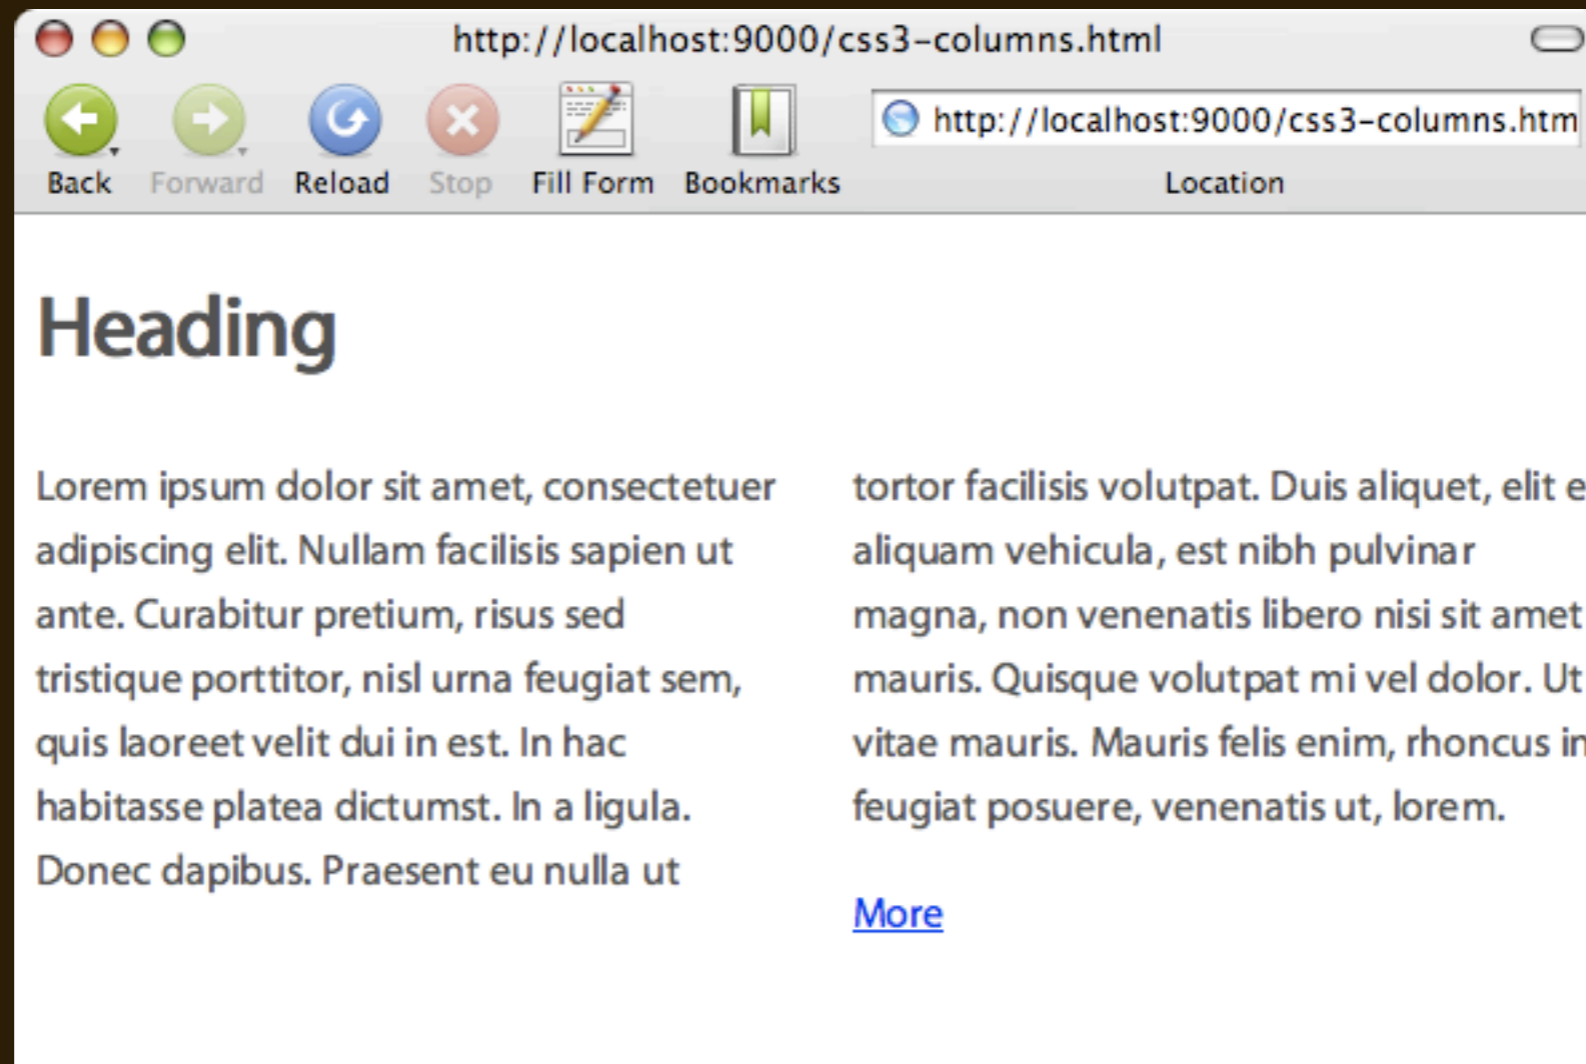 http://localhost:9000/css3-columns.html
http://localhost:9000/css3-columns.htm
Back Forward Reload Stop Fill Form Bookmarks Location
Heading
Lorem ipsum dolor sit amet, consectetuer
adipiscing elit. Nullam facilisis sapien ut
ante. Curabitur pretium, risus sed
tristique porttitor, nisl urna feugiat sem,
quis laoreet velit dui in est. In hac
habitasse platea dictumst. In a ligula.
Donec dapibus. Praesent eu nulla ut
tortor facilisis volutpat. Duis aliquet, elit e
aliquam vehicula, est nibh pulvinar
magna, non venenatis libero nisi sit amet
mauris. Quisque volutpat mi vel dolor. Ut
vitae mauris. Mauris felis enim, rhoncus in
feugiat posuere, venenatis ut, lorem.
More